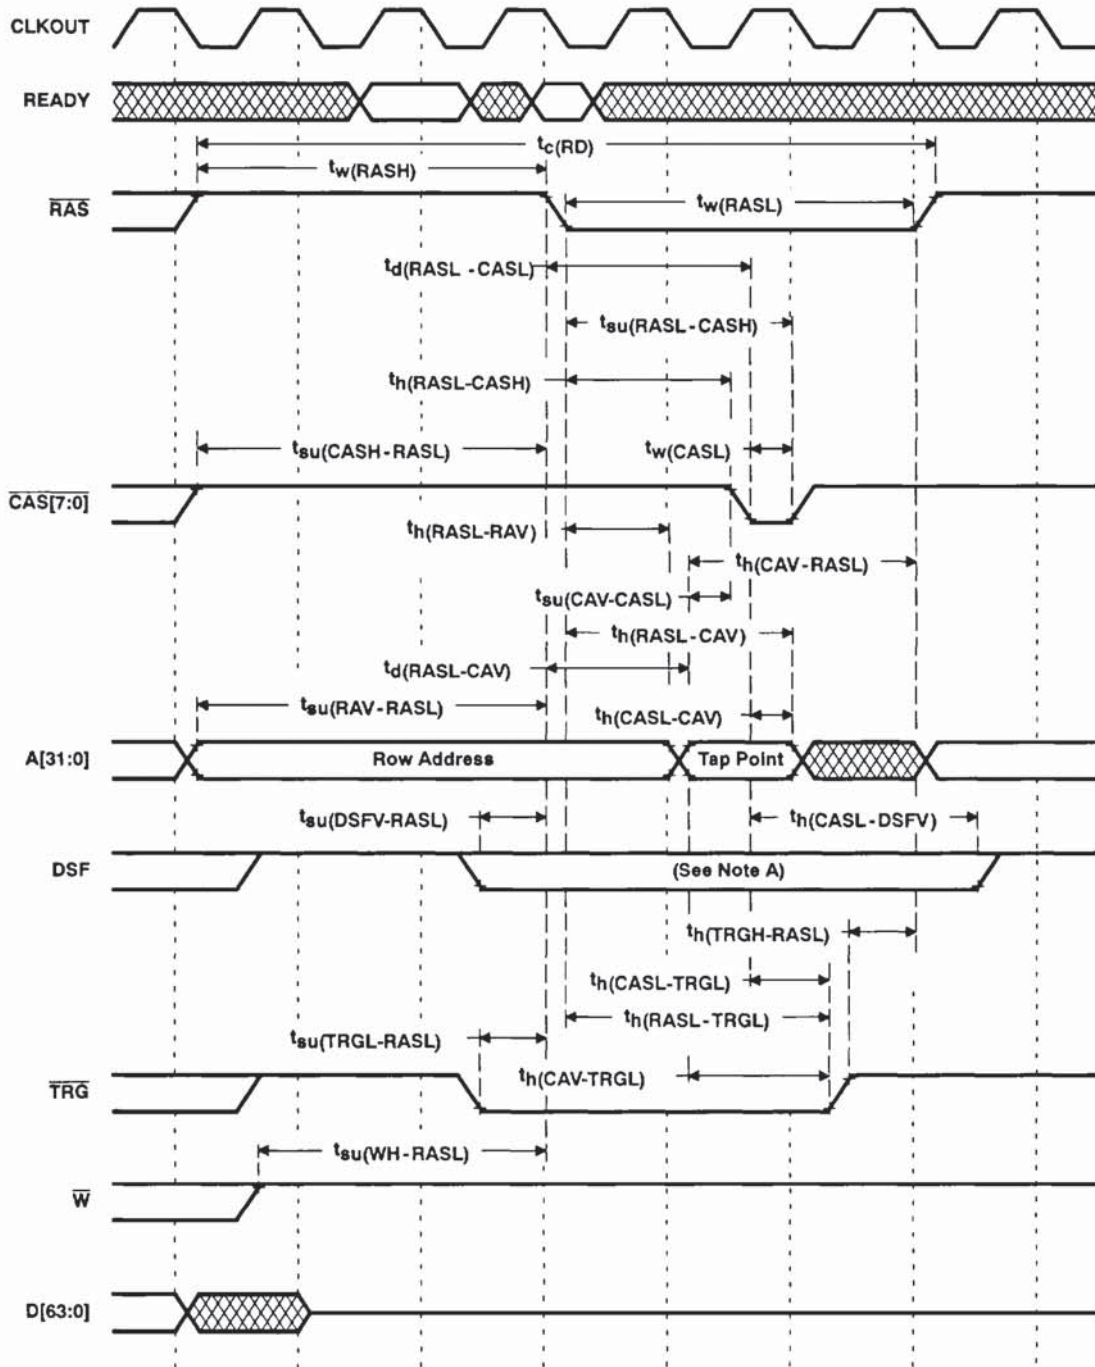 CLKOUT
READY
tc(RD)
tw(RASH)
RAS
tw(RASL)
td(RASL - CASL)
tsu(RASL-CASH)
th(RASL-CASH)
tsu(CASH-RASL)
tw(CASL)
CAS[7:0]
th(RASL-RAV)
th(CAV-RASL)
tsu(CAV-CASL)
th(RASL-CAV)
td(RASL-CAV)
tsu(RAV-RASL)
th(CASL-CAV)
A[31:0]
Row Address
Tap Point
tsu(DSFV-RASL)
th(CASL-DSFV)
DSF
(See Note A)
th(TRGH-RASL)
th(CASL-TRGL)
th(RASL-TRGL)
tsu(TRGL-RASL)
th(CAV-TRGL)
TRG
tsu(WH-RASL)
W
D[63:0]